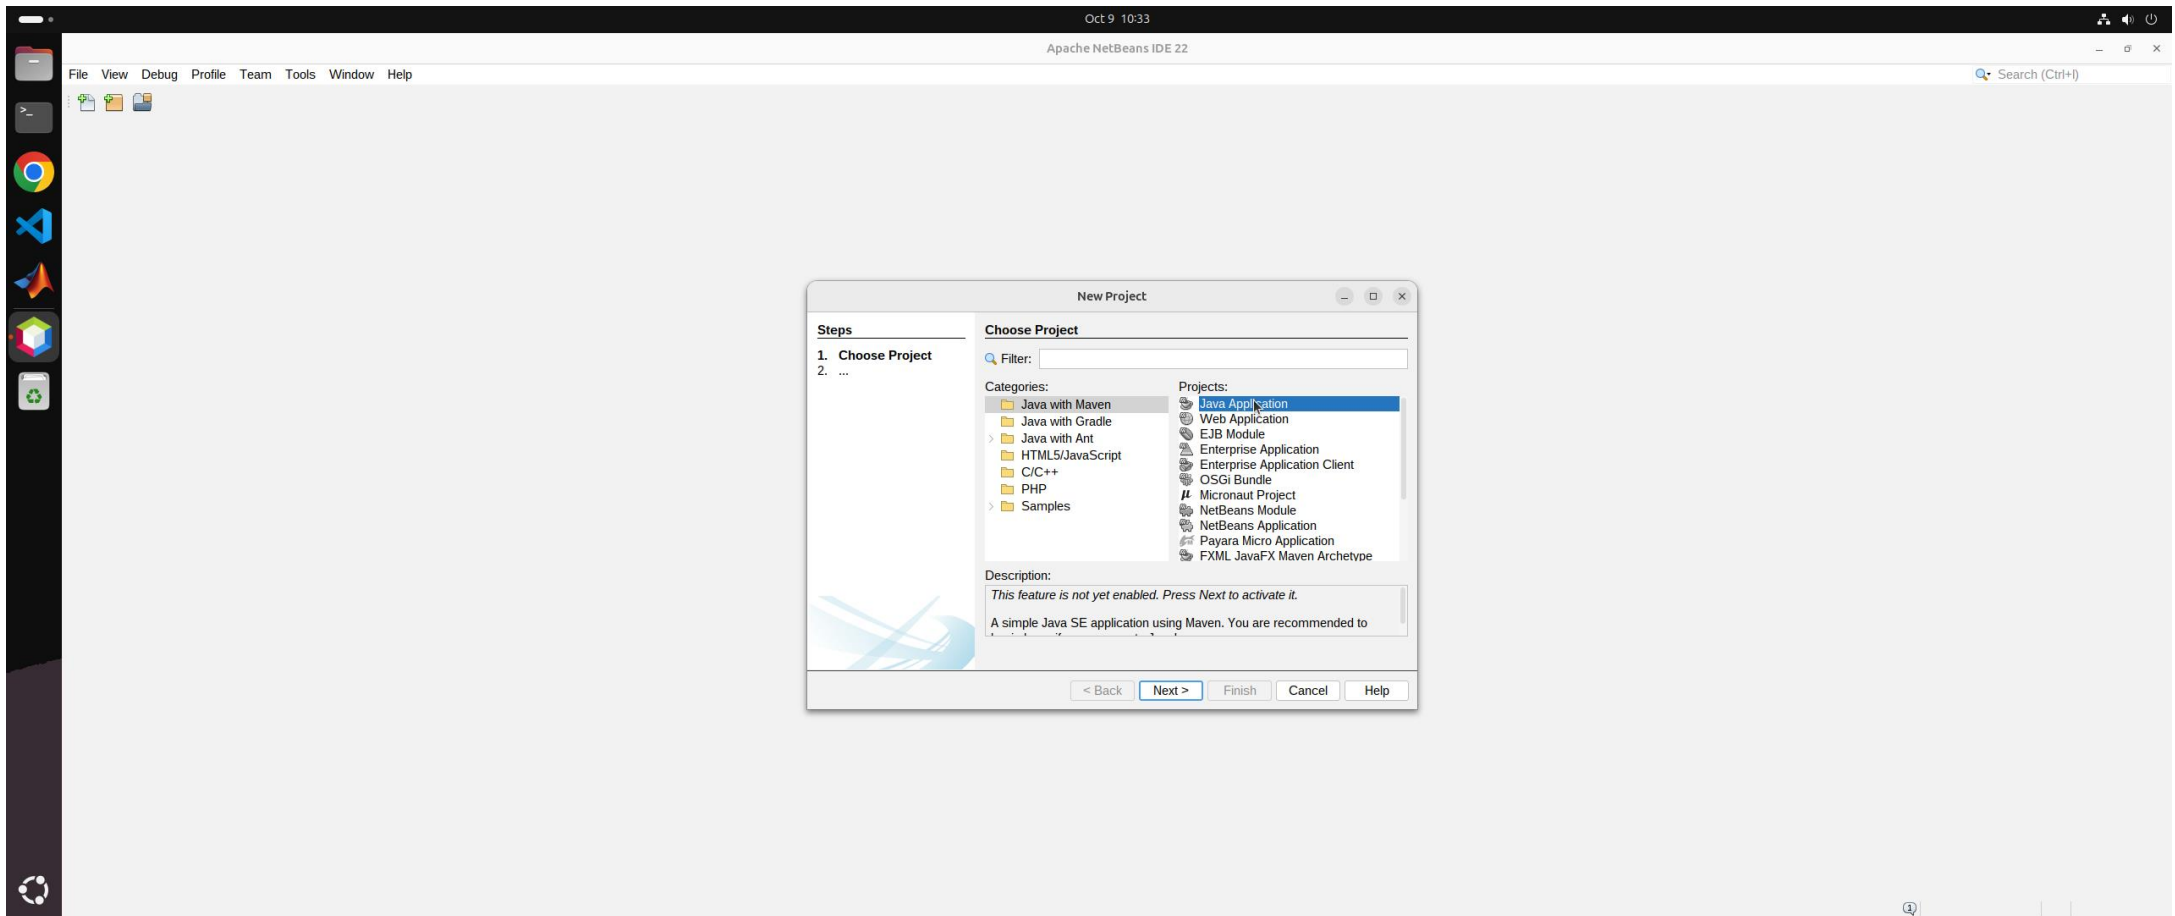 Oct 9 10:33
Apache NetBeans IDE 22
File View Debug Profile Team Tools Window Help
Search (Ctrl+I)
New Project
Steps
1. Choose Project
2. ...
Choose Project
Filter:
Categories:
Java with Maven
Java with Gradle
Java with Ant
HTML5/JavaScript
C/C++
PHP
Samples
Projects:
Java Application
Web Application
EJB Module
Enterprise Application
Enterprise Application Client
OSGi Bundle
Micronaut Project
NetBeans Module
NetBeans Application
Payara Micro Application
FXML JavaFX Maven Archetype
Description:
This feature is not yet enabled. Press Next to activate it.
A simple Java SE application using Maven. You are recommended to
< Back Next > Finish Cancel Help
1